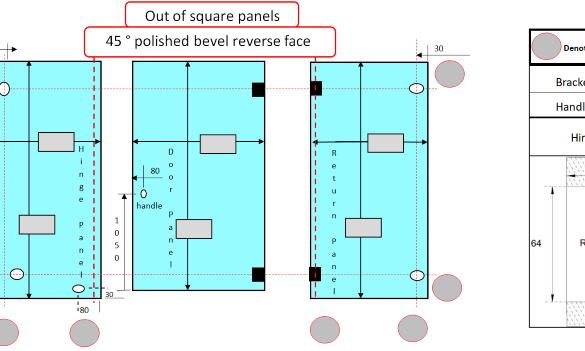 Out of square panels
45 ° polished bevel reverse face
30
Denot
Bracke
Handl
Hin
Hinge Panel
Door Panel
Return panel
80
handle
1050
64
R
30
80